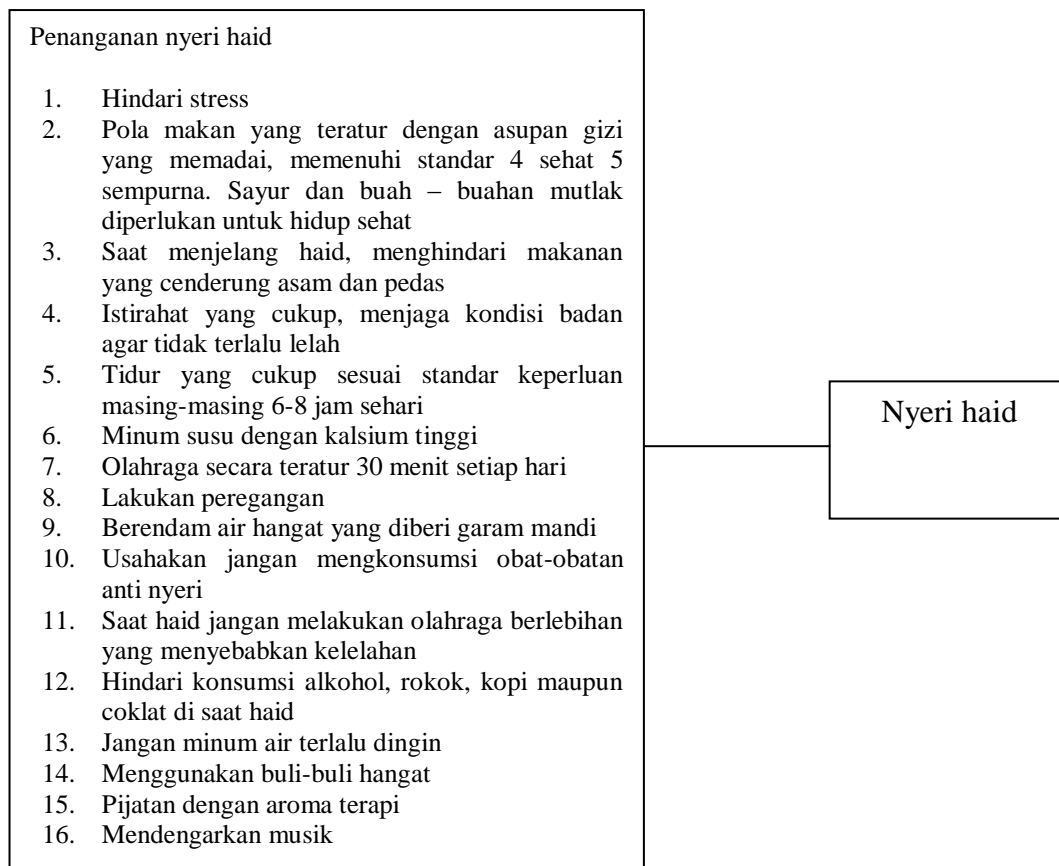 Penanganan nyeri haid
1. Hindari stress
2. Pola makan yang teratur dengan asupan gizi
yang memadai, memenuhi standar 4 sehat 5
sempurna. Sayur dan buah – buahan mutlak
diperlukan untuk hidup sehat
3. Saat menjelang haid, menghindari makanan
yang cenderung asam dan pedas
4. Istirahat yang cukup, menjaga kondisi badan
agar tidak terlalu lelah
5. Tidur yang cukup sesuai standar keperluan
masing-masing 6-8 jam sehari
6. Minum susu dengan kalsium tinggi
7. Olahraga secara teratur 30 menit setiap hari
8. Lakukan peregangan
9. Berendam air hangat yang diberi garam mandi
10. Usahakan jangan mengkonsumsi obat-obatan
anti nyeri
11. Saat haid jangan melakukan olahraga berlebihan
yang menyebabkan kelelahan
12. Hindari konsumsi alkohol, rokok, kopi maupun
coklat di saat haid
13. Jangan minum air terlalu dingin
14. Menggunakan buli-buli hangat
15. Pijatan dengan aroma terapi
16. Mendengarkan musik
Nyeri haid